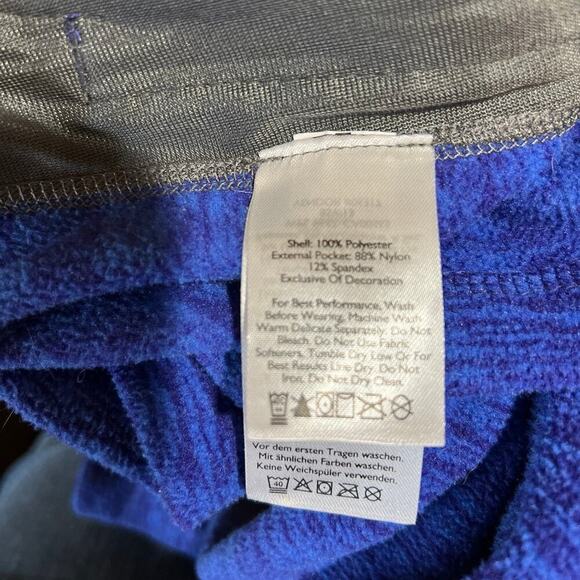 Shell: 100% Polyester
External Pocket: 88% Nylon
12% Spandex
Exclusive Of Decoration
For Best Performance, Wash
Before Wearing, Machine Wash
Warm Delicate Separately. Do Not
Bleach. Do Not Use Fabric
Softeners. Tumble Dry Low Or For
Best Results Line Dry. Do Not
Iron. Do Not Dry Clean.
Vor dem ersten Tragen waschen.
Mit ähnlichen Farben waschen.
Keine Weichspüler verwenden.
40